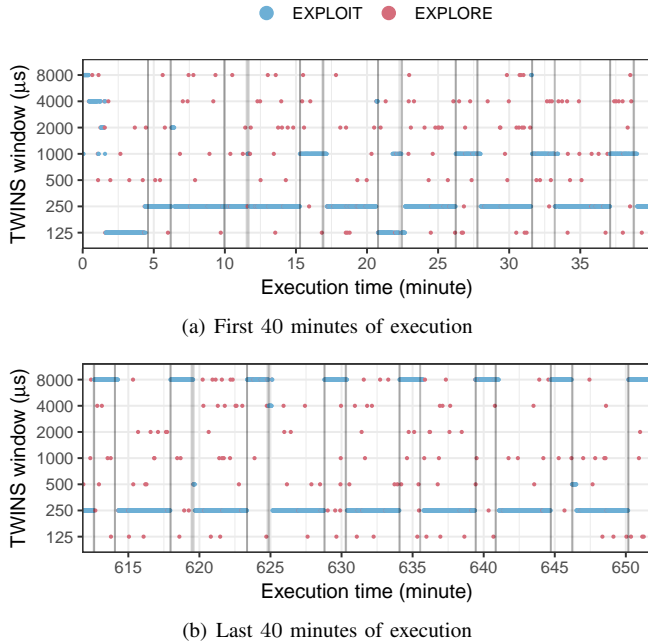 EXPLOIT EXPLORE
TWINS window (μs)
8000
4000
2000
1000
500
250
125
0 5 10 15 20 25 30 35
Execution time (minute)
(a) First 40 minutes of execution
TWINS window (μs)
8000
4000
2000
1000
500
250
125
615 620 625 630 635 640 645 650
Execution time (minute)
(b) Last 40 minutes of execution